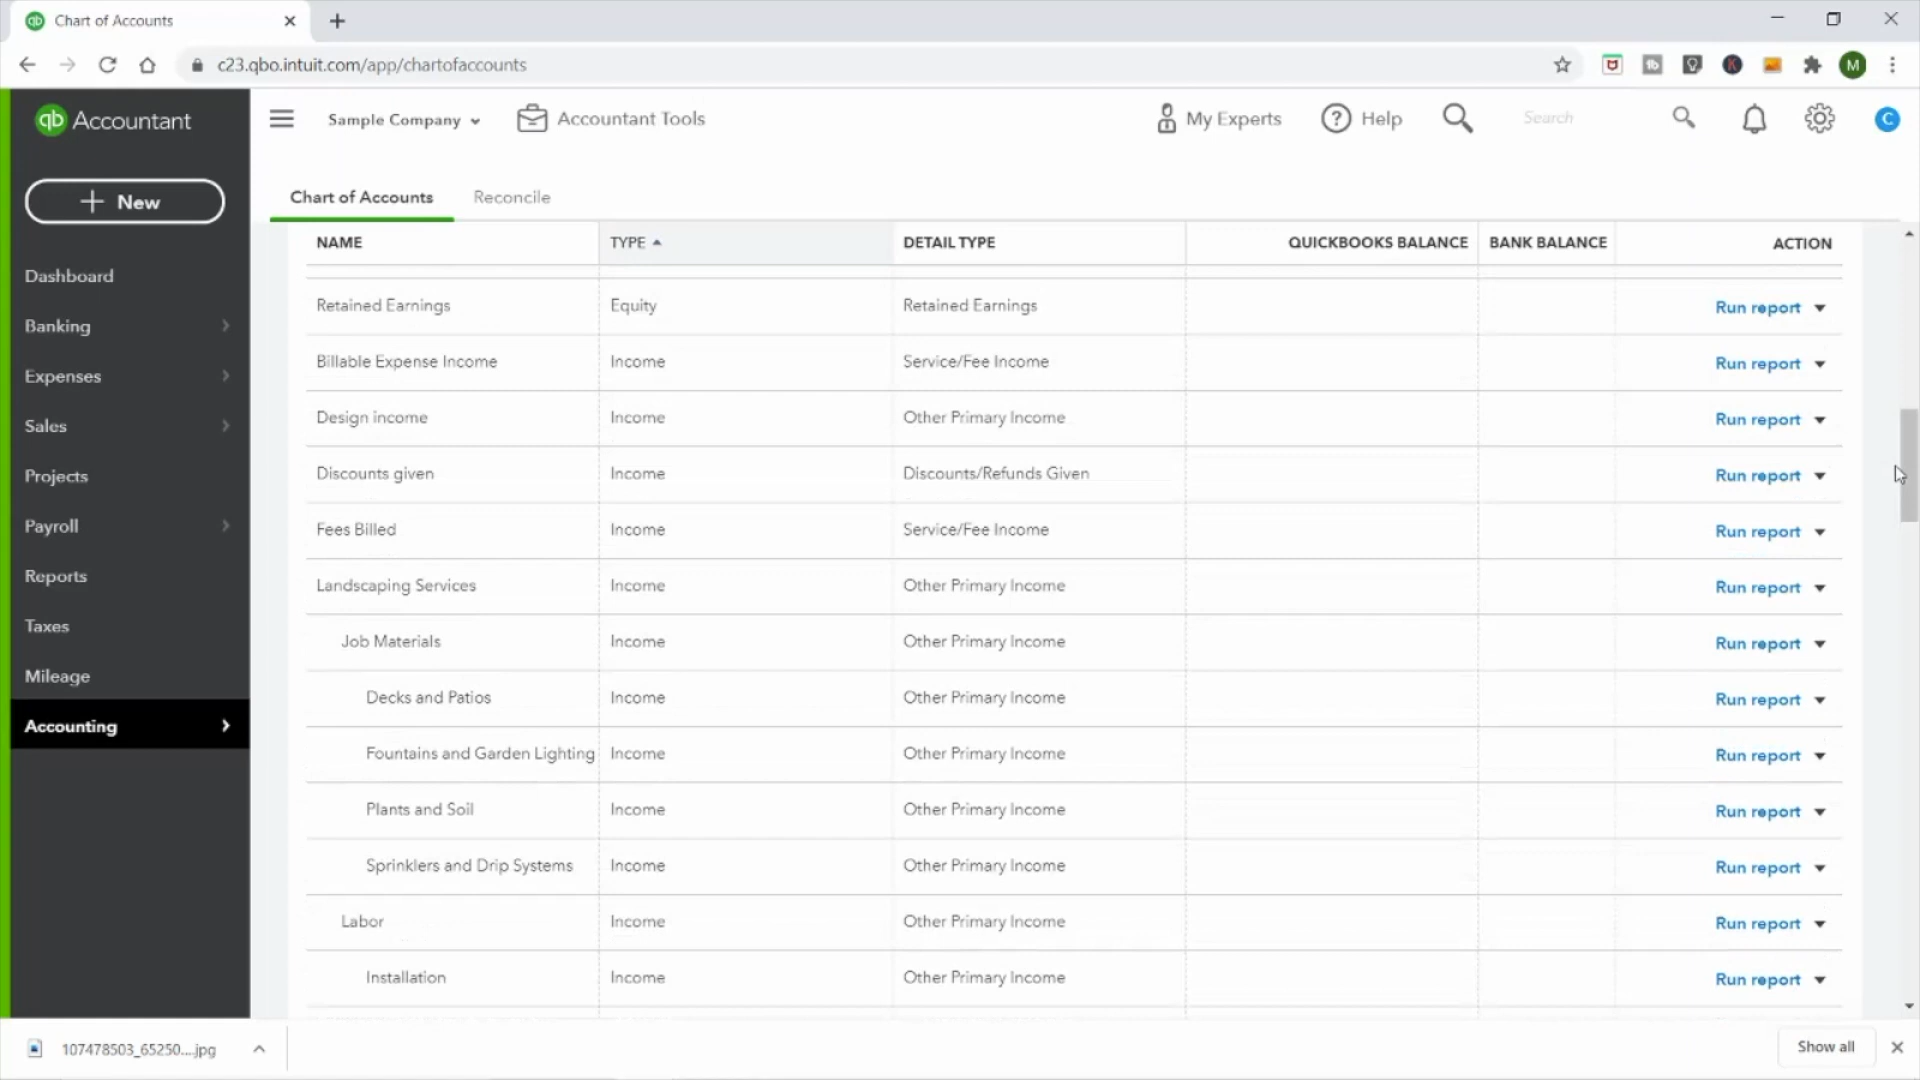 Chart of Accounts
c23.qbo.intuit.com/app/chartofaccounts
M
qb Accountant
Sample Company
Accountant Tools
My Experts
? Help
Search
C
+ New
Chart of Accounts
Reconcile
Dashboard
Banking
Expenses
Sales
Projects
Payroll
Reports
Taxes
Mileage
Accounting
NAME TYPE DETAIL TYPE QUICKBOOKS BALANCE BANK BALANCE ACTION
Retained Earnings Equity Retained Earnings Run report
Billable Expense Income Income Service/Fee Income Run report
Design income Income Other Primary Income Run report
Discounts given Income Discounts/Refunds Given Run report
Fees Billed Income Service/Fee Income Run report
Landscaping Services Income Other Primary Income Run report
Job Materials Income Other Primary Income Run report
Decks and Patios Income Other Primary Income Run report
Fountains and Garden Lighting Income Other Primary Income Run report
Plants and Soil Income Other Primary Income Run report
Sprinklers and Drip Systems Income Other Primary Income Run report
Labor Income Other Primary Income Run report
Installation Income Other Primary Income Run report
107478503_65250....jpg
Show all